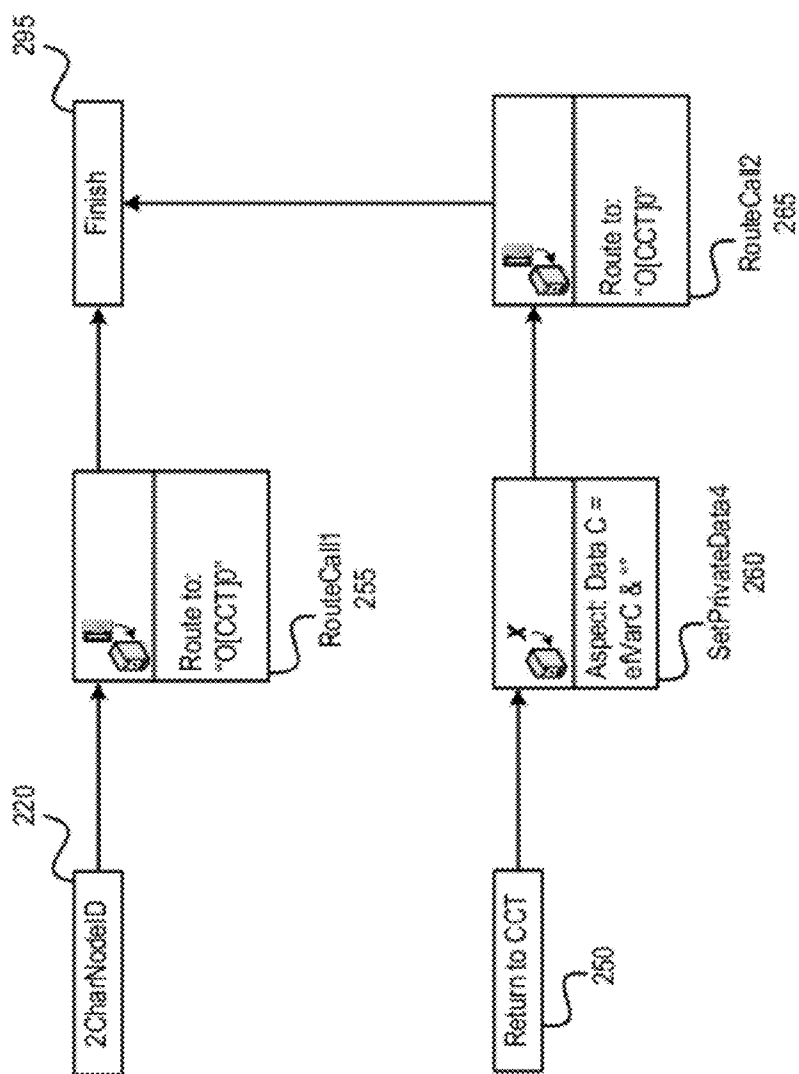 2CharNodeID
220
Route to:
"O[CCT]D"
RouteCall1
255
Finish
295
Return to CCT
250
Aspect: Data C =
efVarC & ""
SetPrivateData4
260
Route to:
"O[CCT]D"
RouteCall2
265